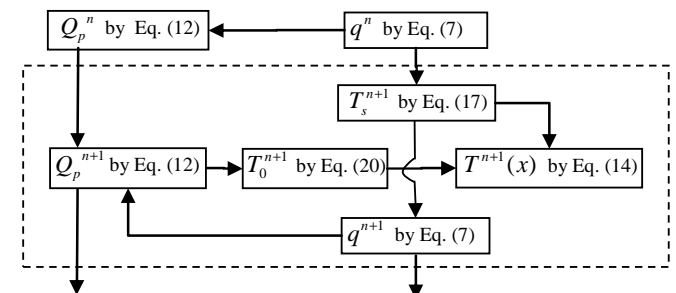 Q_p^n by Eq. (12)
q^n by Eq. (7)
T_s^{n+1} by Eq. (17)
Q_p^{n+1} by Eq. (12)
T_0^{n+1} by Eq. (20)
T^{n+1}(x) by Eq. (14)
q^{n+1} by Eq. (7)